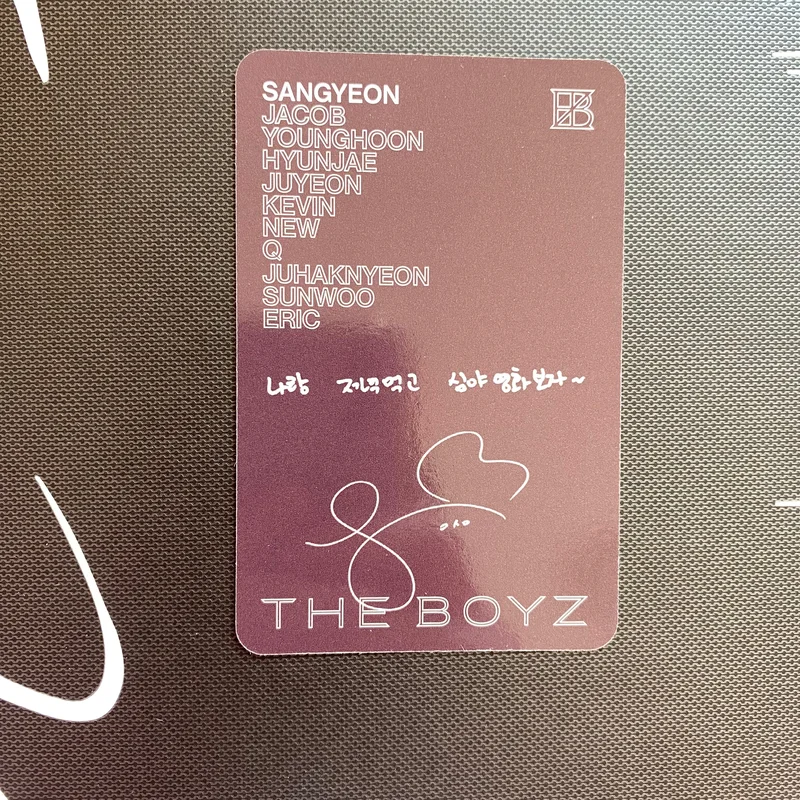 SANGYEON
JACOB
YOUNGHOON
HYUNJAE
JUYEON
KEVIN
NEW
Q
JUHAKNYEON
SUNWOO
ERIC
나랑 저녁먹고 심야영화보자~
THE BOYZ